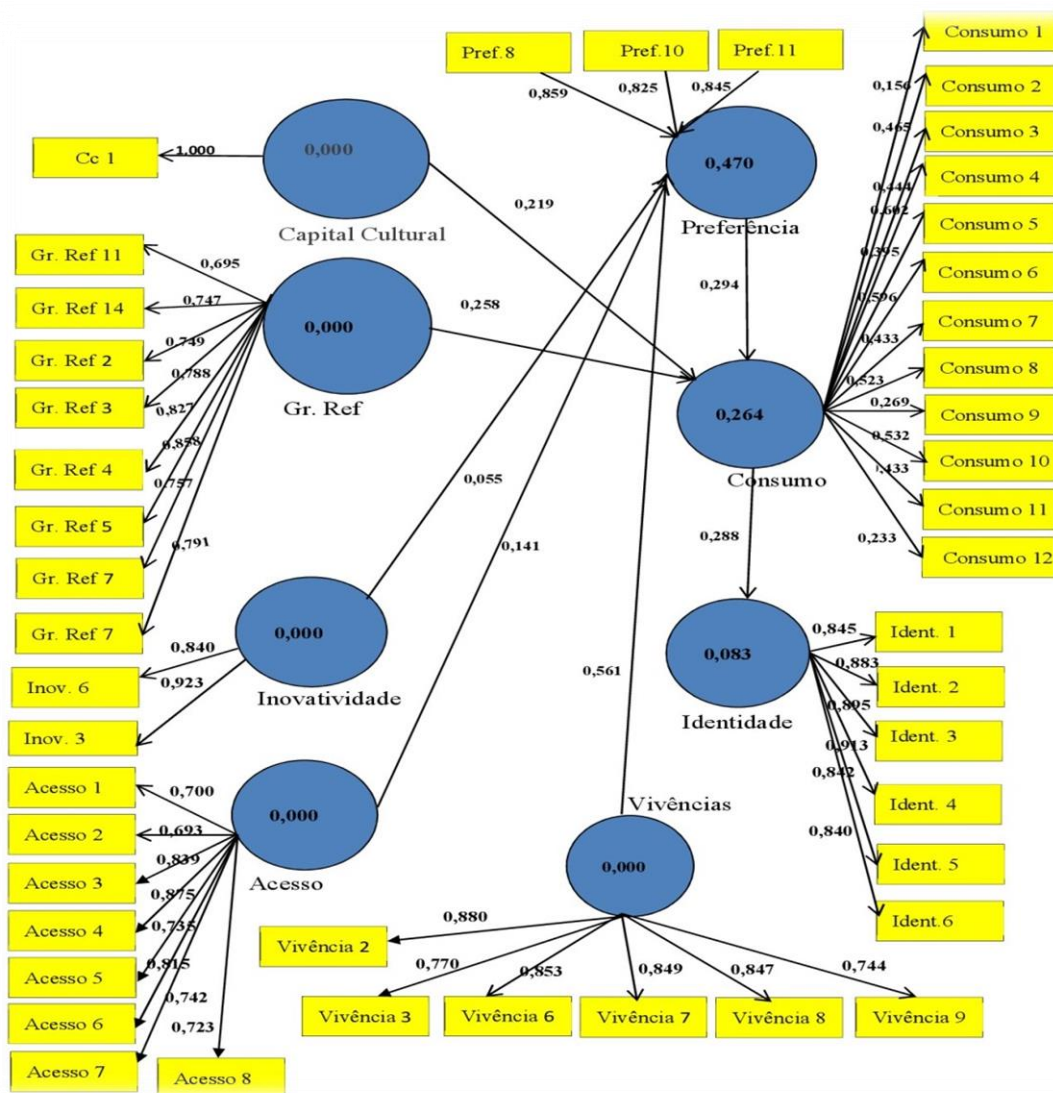 Pref.8
Pref.10
Pref.11
0,859
0,825
0,845
Cc 1
1.000
0,000
Capital Cultural
0,470
Preferência
0,219
0,294
Gr. Ref 11
Gr. Ref 14
Gr. Ref 2
Gr. Ref 3
Gr. Ref 4
Gr. Ref 5
Gr. Ref 7
Gr. Ref 7
0,695
0,747
0,749
0,788
0,827
0,858
0,757
0,791
0,000
Gr. Ref
0,258
0,264
Consumo
Consumo 1
Consumo 2
Consumo 3
Consumo 4
Consumo 5
Consumo 6
Consumo 7
Consumo 8
Consumo 9
Consumo 10
Consumo 11
Consumo 12
0,156
0,465
0,444
0,602
0,395
0,596
0,433
0,523
0,269
0,532
,433
0,233
0,055
0,141
0,288
0,561
0,000
Inovatividade
0,840
0,923
Inov. 6
Inov. 3
0,083
Identidade
0,845
0,883
0,895
0,913
0,842
0,840
Ident. 1
Ident. 2
Ident. 3
Ident. 4
Ident. 5
Ident.6
Acesso 1
Acesso 2
Acesso 3
Acesso 4
Acesso 5
Acesso 6
Acesso 7
Acesso 8
0,700
0,693
0,839
0,875
0,735
0,815
0,742
0,723
0,000
Acesso
Vivências
0,000
0,880
0,770
0,853
0,849
0,847
0,744
Vivência 2
Vivência 3
Vivência 6
Vivência 7
Vivência 8
Vivência 9